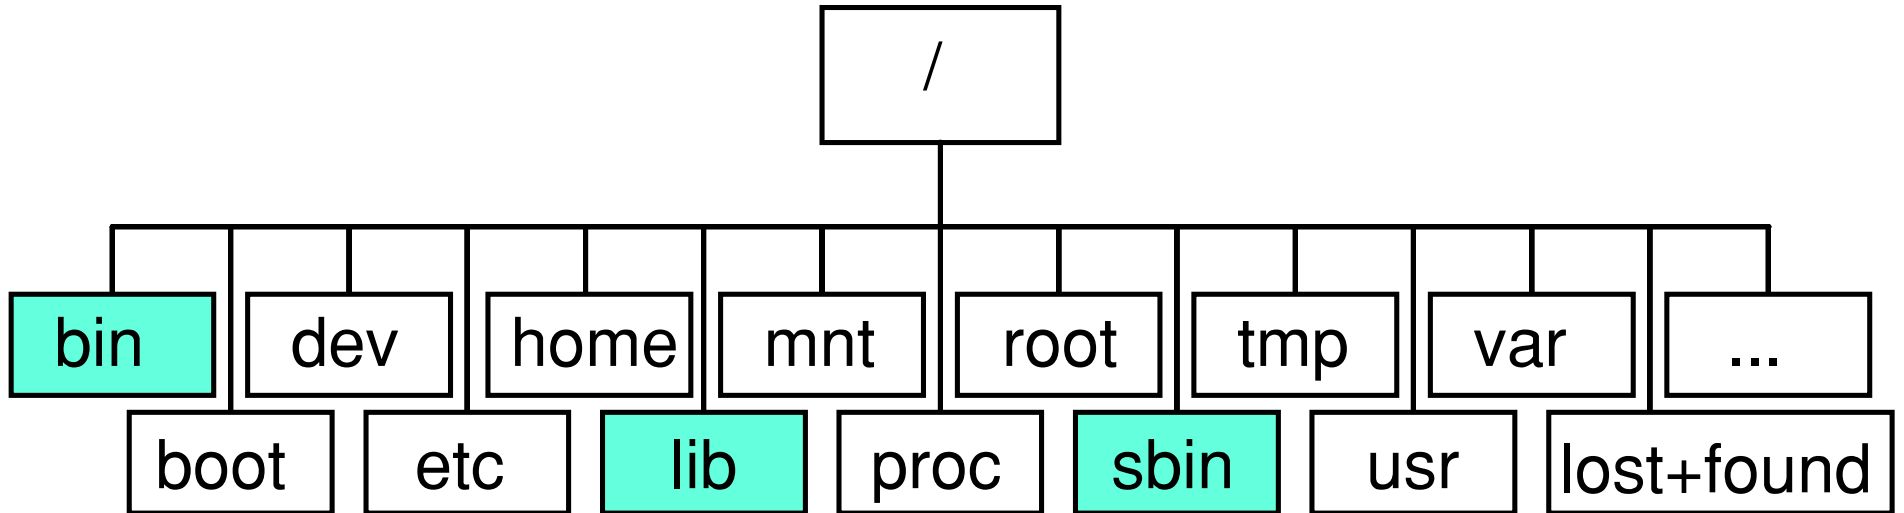 /
bin dev home mnt root tmp var ...
boot etc lib proc sbin usr lost+found